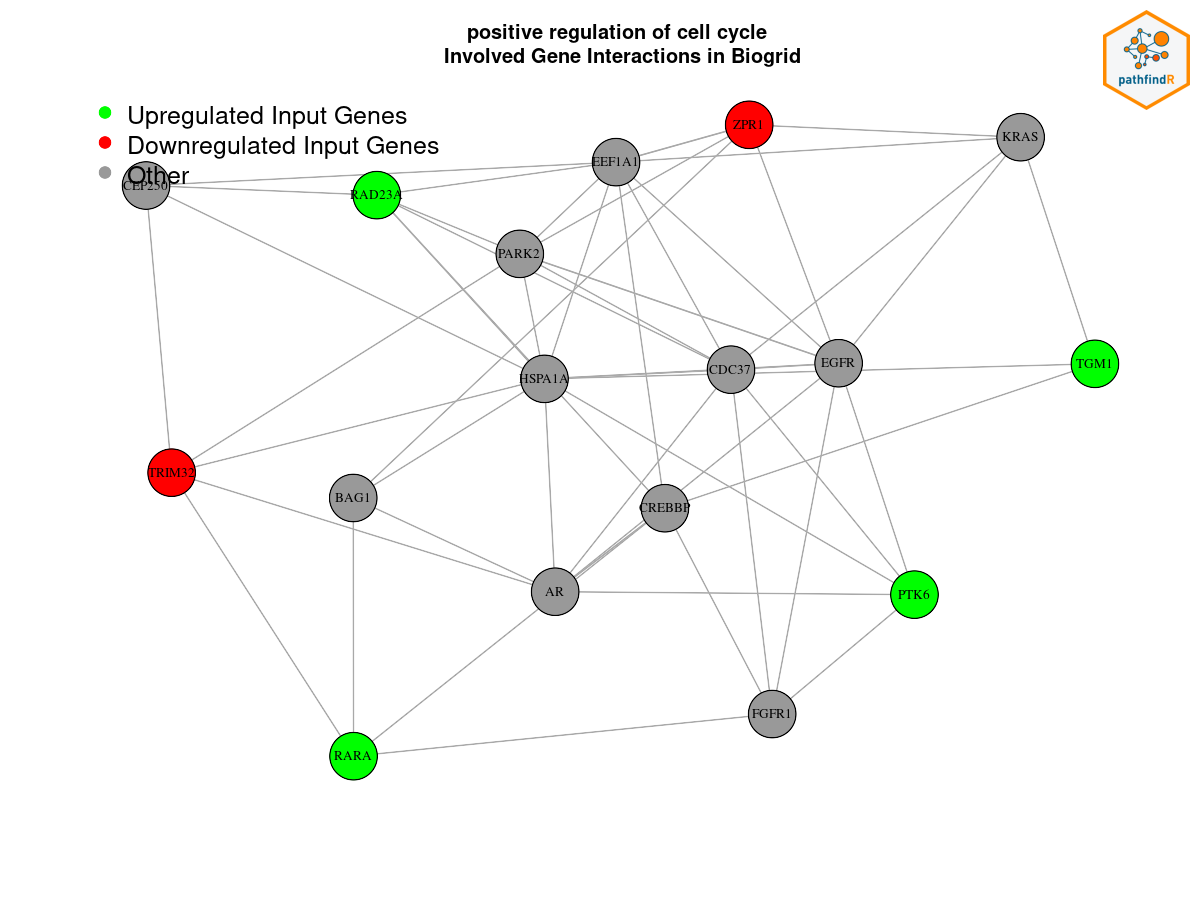 positive regulation of cell cycle
Involved Gene Interactions in Biogrid
pathfindR
Upregulated Input Genes
Downregulated Input Genes
Other
ZPR1
KRAS
EEF1A1
CEP250
RAD23A
PARK2
HSPA1A
CDC37
EGFR
TGM1
TRIM32
BAG1
CREBBP
AR
PTK6
FGFR1
RARA